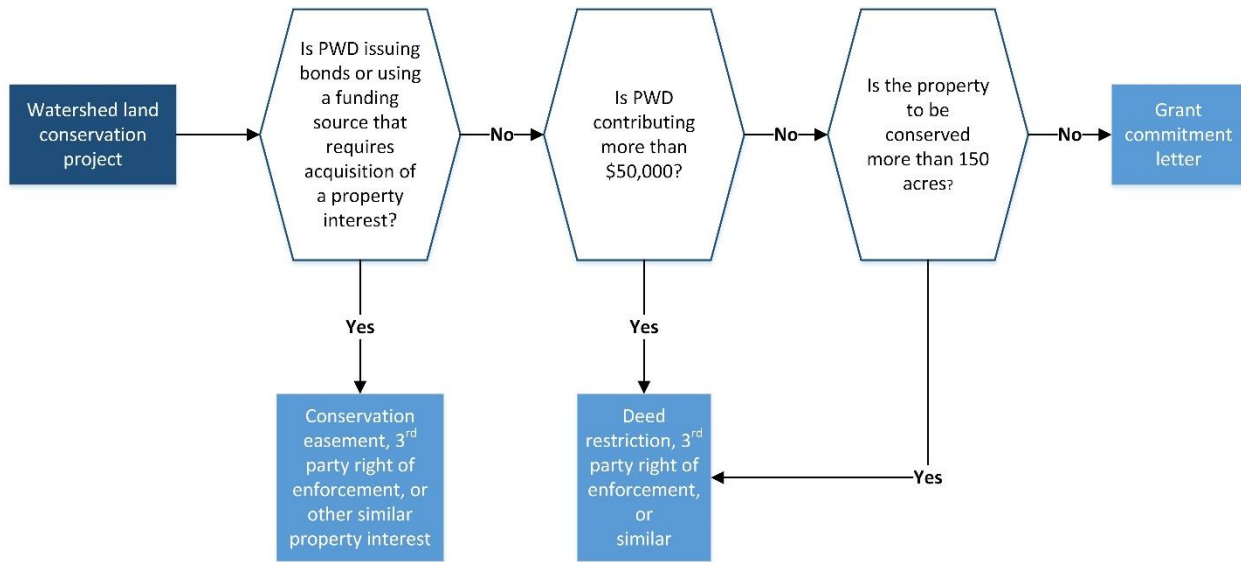 Watershed land
conservation
project
Is PWD issuing
bonds or using
a funding
source that
requires
acquisition of
a property
interest?
No
Is PWD
contributing
more than
$50,000?
No
Is the property
to be
conserved
more than 150
acres?
No
Grant
commitment
letter
Yes
Yes
Conservation
easement, 3rd
party right of
enforcement, or
other similar
property interest
Deed
restriction, 3rd
party right of
enforcement,
or
similar
Yes